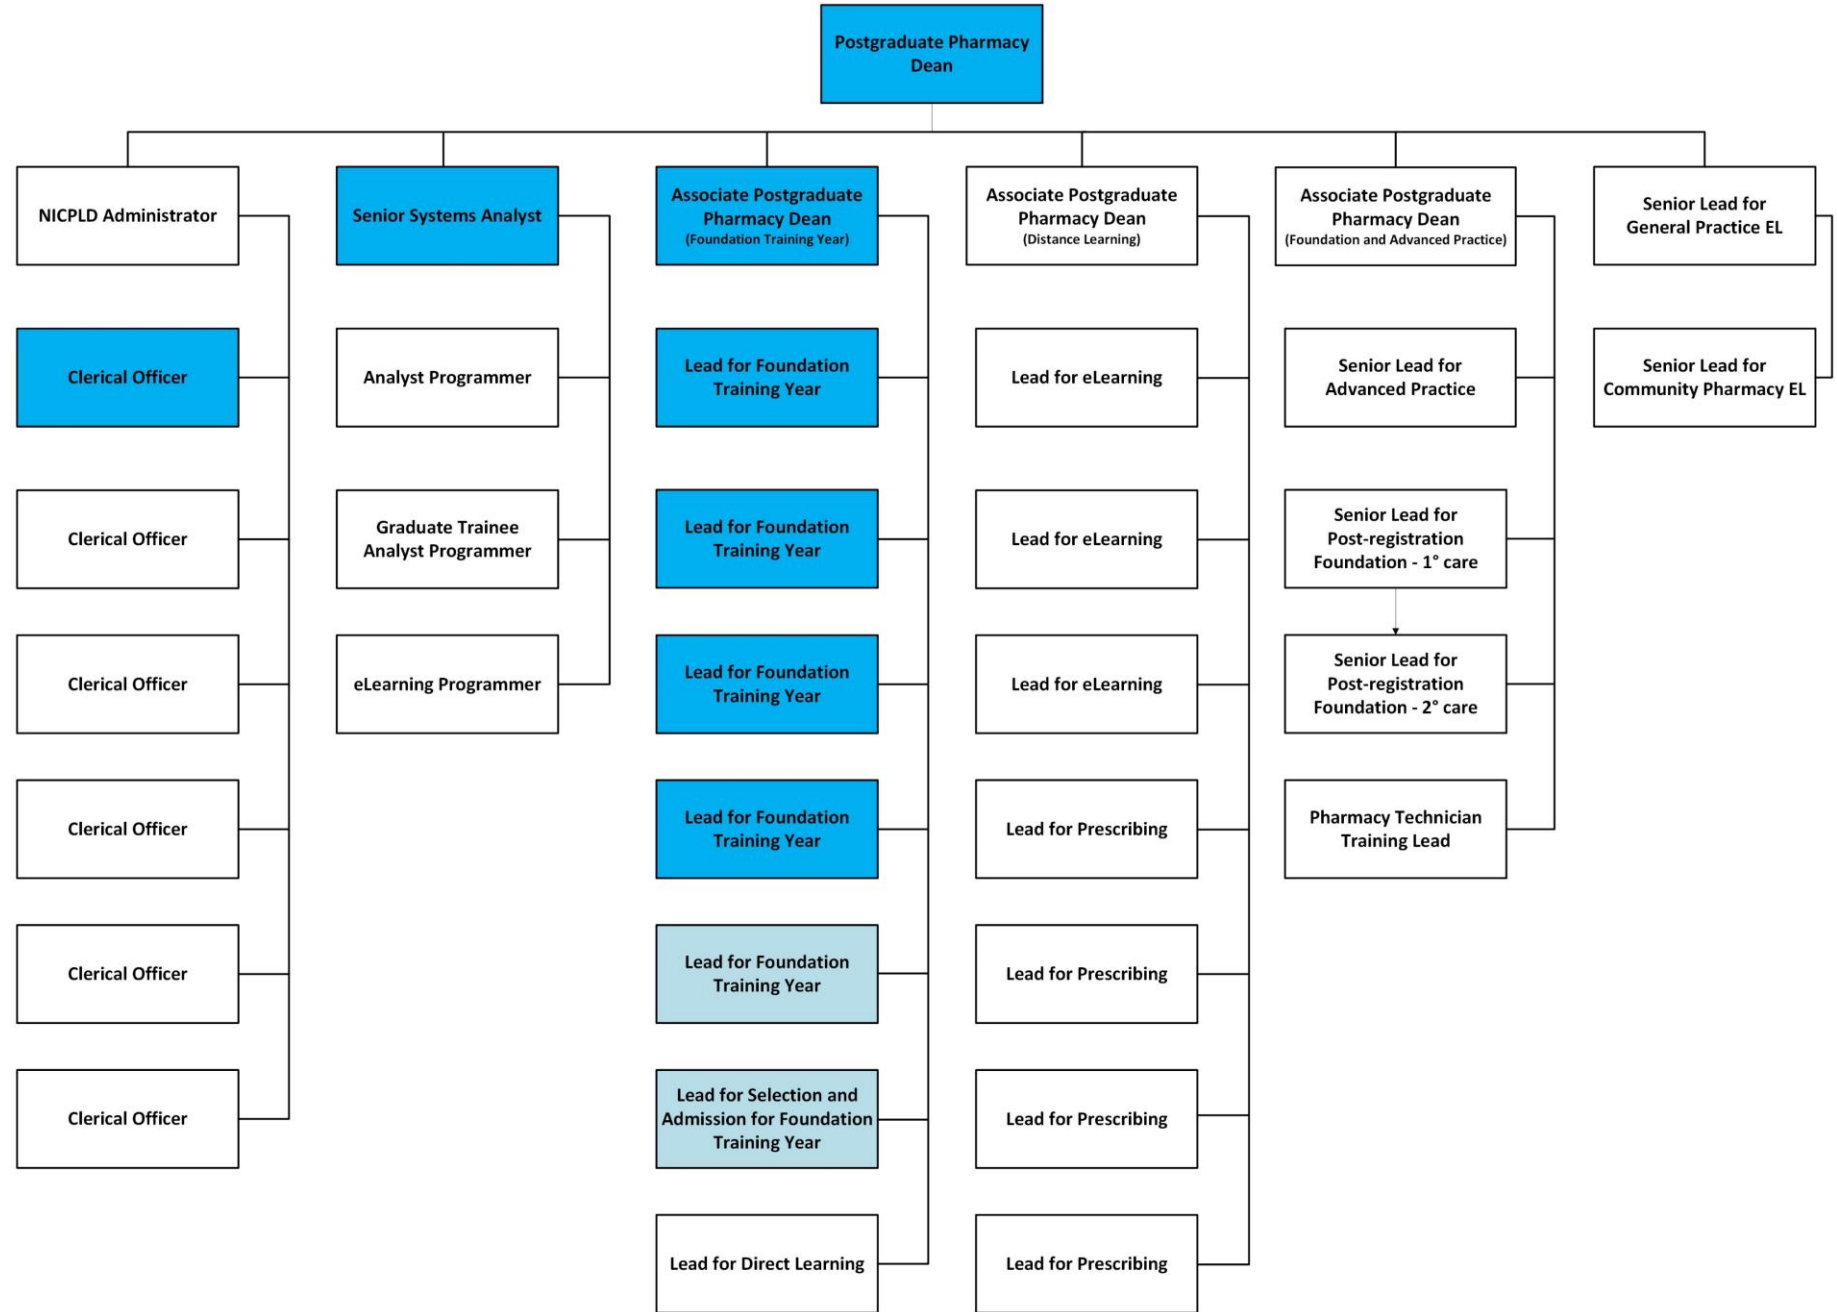 Postgraduate Pharmacy
Dean
NICPLD Administrator
Senior Systems Analyst
Associate Postgraduate
Pharmacy Dean
(Foundation Training Year)
Associate Postgraduate
Pharmacy Dean
(Distance Learning)
Associate Postgraduate
Pharmacy Dean
(Foundation and Advanced Practice)
Senior Lead for
General Practice EL
Clerical Officer
Analyst Programmer
Lead for Foundation
Training Year
Lead for eLearning
Senior Lead for
Advanced Practice
Senior Lead for
Community Pharmacy EL
Clerical Officer
Graduate Trainee
Analyst Programmer
Lead for Foundation
Training Year
Lead for eLearning
Senior Lead for
Post-registration
Foundation - 1° care
Clerical Officer
eLearning Programmer
Lead for Foundation
Training Year
Lead for eLearning
Senior Lead for
Post-registration
Foundation - 2° care
Clerical Officer
Lead for Foundation
Training Year
Lead for Prescribing
Pharmacy Technician
Training Lead
Clerical Officer
Lead for Foundation
Training Year
Lead for Prescribing
Clerical Officer
Lead for Selection and
Admission for Foundation
Training Year
Lead for Prescribing
Lead for Direct Learning
Lead for Prescribing